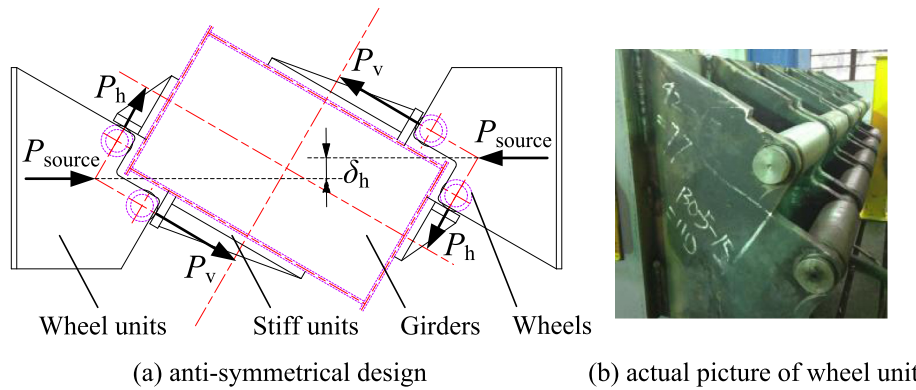 P_v
P_h
P_source
P_source
δ_h
P_h
P_v
Wheel units
Stiff units
Girders
Wheels
(a) anti-symmetrical design
(b) actual picture of wheel unit